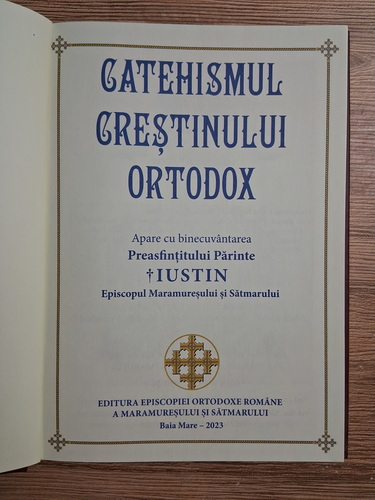 CATEHISMUL
CREȘTINULUI
ORTODOX
Apare cu binecuvântarea
Preasfințitului Părinte
†IUSTIN
Episcopul Maramureșului și Sătmarului
EDITURA EPISCOPIEI ORTODOXE ROMÂNE
A MARAMUREȘULUI ȘI SĂTMARULUI
Baia Mare – 2023